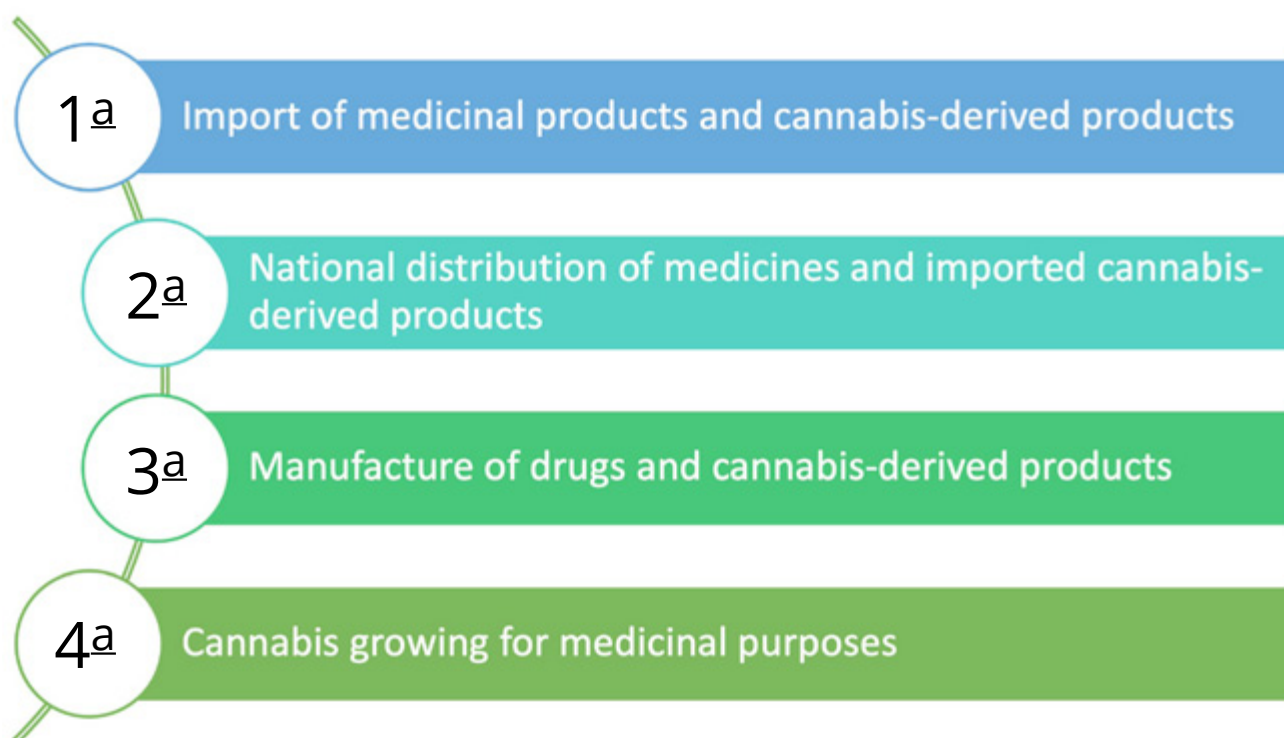 1ª
Import of medicinal products and cannabis-derived products
2ª
National distribution of medicines and imported cannabis-
derived products
3ª
Manufacture of drugs and cannabis-derived products
4ª
Cannabis growing for medicinal purposes